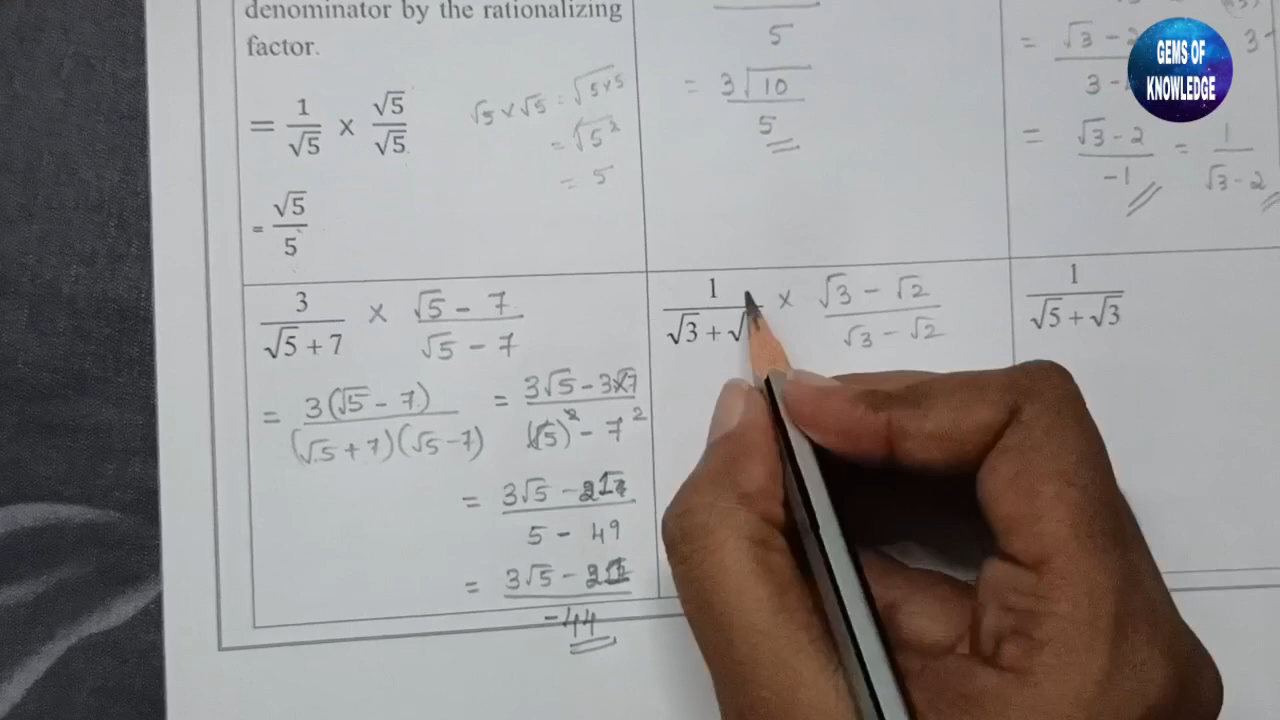 denominator by the rationalizing
factor.
= 1/√5 × √5/√5
√5 × √5 = √5×5
= √5²
= 5
= √5/5
5
= 3√10/5
= √3 - 2
3 -
= √3 - 2/-1 = 1/√3 - 2
GEMS OF
KNOWLEDGE
3/√5 + 7 × √5 - 7/√5 - 7
= 3(√5 - 7)/(√5 + 7)(√5 - 7) = 3√5 - 3×7/(√5)² - 7²
= 3√5 - 21/5 - 49
= 3√5 - 21/-44
1/√3 + √ × √3 - √2/√3 - √2
1/√5 + √3